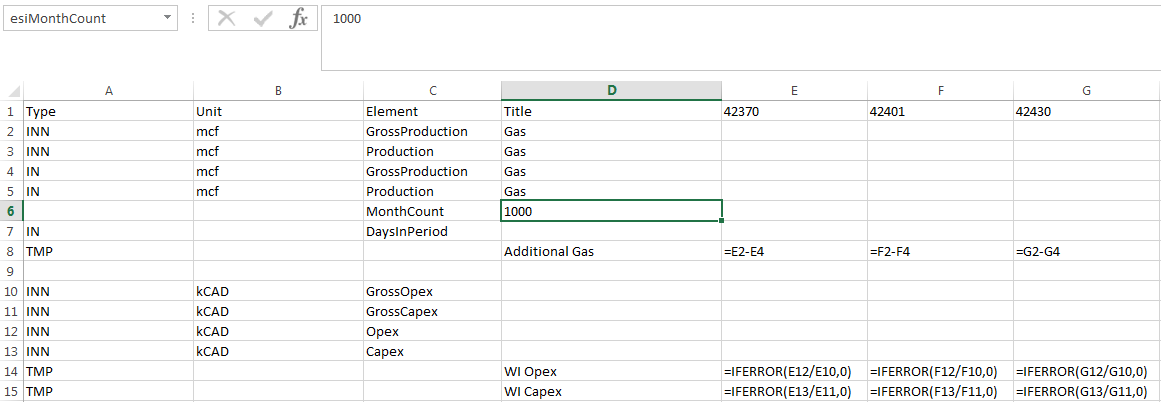 esiMonthCount fx 1000
A B C D E F G
1 Type Unit Element Title 42370 42401 42430
2 INN mcf GrossProduction Gas
3 INN mcf Production Gas
4 IN mcf GrossProduction Gas
5 IN mcf Production Gas
6 MonthCount 1000
7 IN DaysInPeriod
8 TMP Additional Gas =E2-E4 =F2-F4 =G2-G4
9
10 INN kCAD GrossOpex
11 INN kCAD GrossCapex
12 INN kCAD Opex
13 INN kCAD Capex
14 TMP WI Opex =IFERROR(E12/E10,0) =IFERROR(F12/F10,0) =IFERROR(G12/G10,0)
15 TMP WI Capex =IFERROR(E13/E11,0) =IFERROR(F13/F11,0) =IFERROR(G13/G11,0)